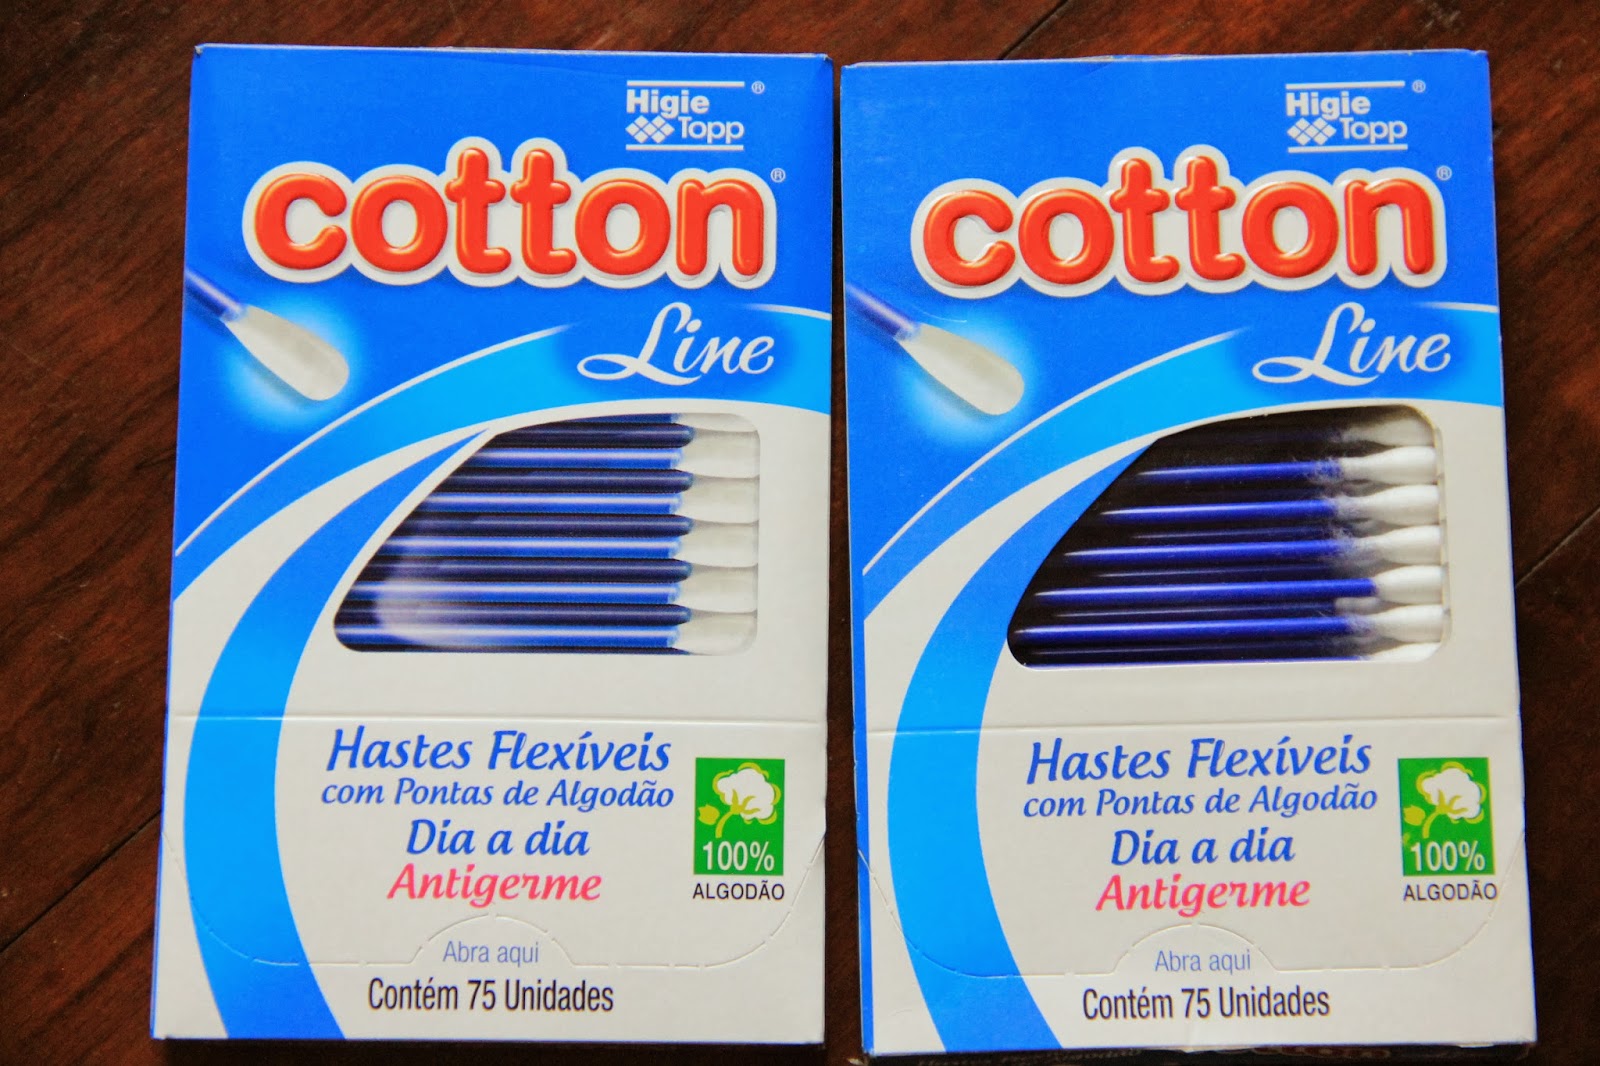 Higie
Topp ®
cotton ®
Line
Hastes Flexíveis
com Pontas de Algodão
Dia a dia
Antigerme
100%
ALGODÃO
Abra aqui
Contém 75 Unidades
Higie
Topp ®
cotton ®
Line
Hastes Flexíveis
com Pontas de Algodão
Dia a dia
Antigerme
100%
ALGODÃO
Abra aqui
Contém 75 Unidades